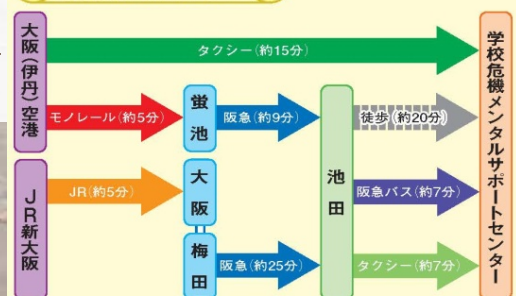 大阪(伊丹)空港
タクシー(約15分)
モノレール(約5分)
蛍池
阪急(約9分)
池田
徒歩(約20分)
JR新大阪
JR(約5分)
大阪
梅田
阪急(約25分)
阪急バス(約7分)
タクシー(約7分)
学校危機メンタルサポートセンター